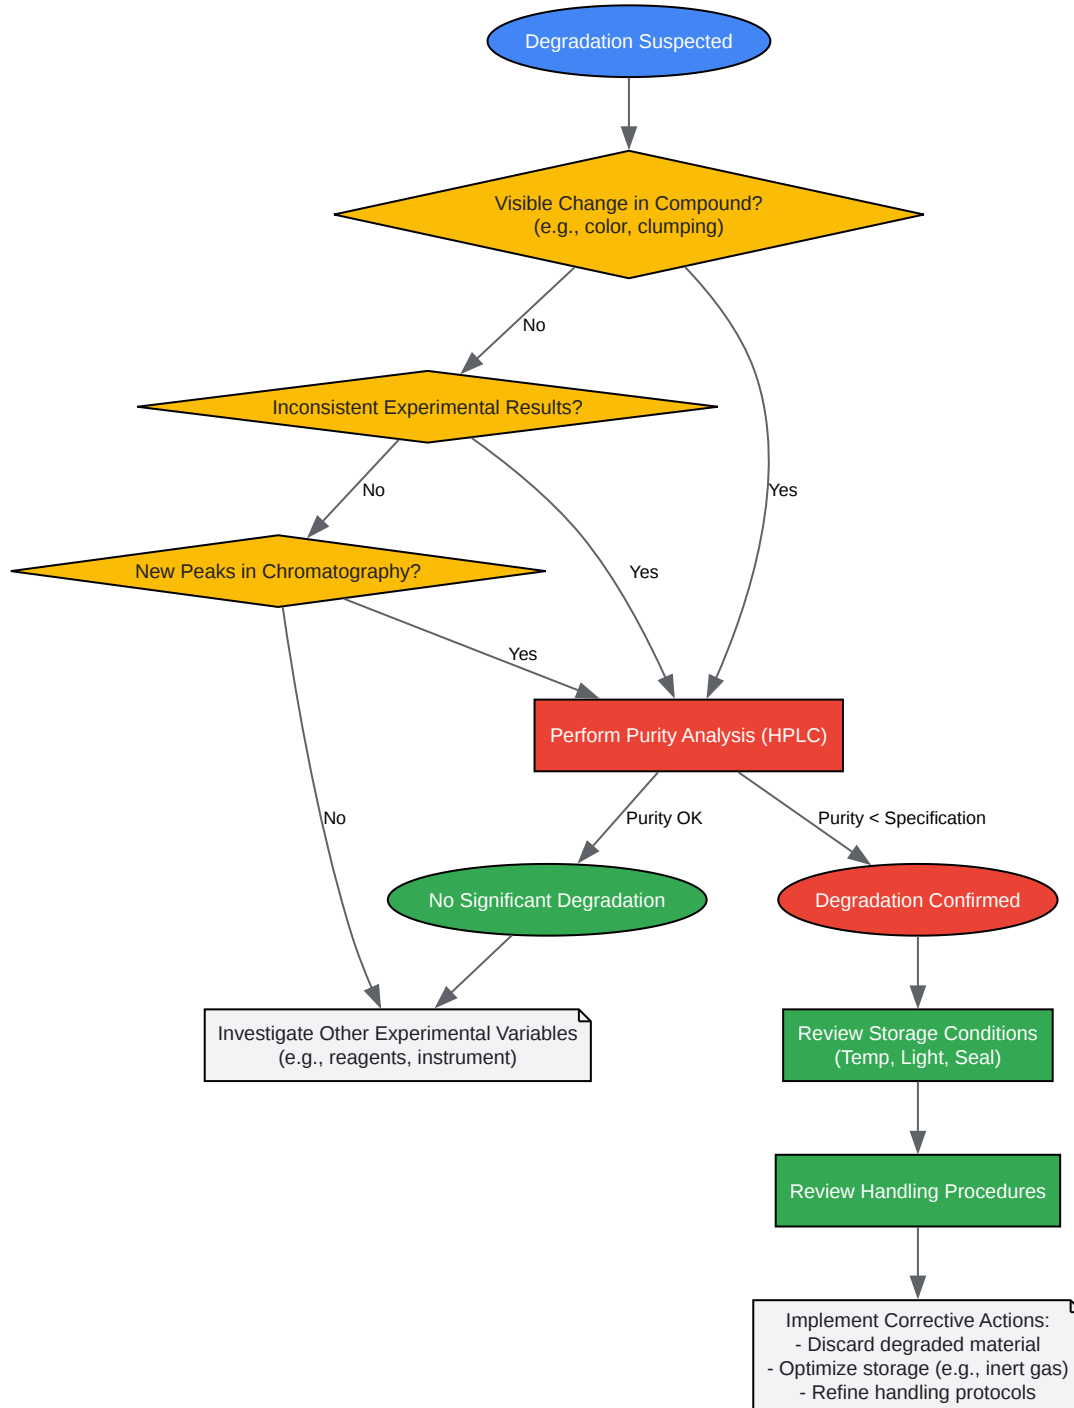 Degradation Suspected
Visible Change in Compound?
(e.g., color, clumping)
No
Inconsistent Experimental Results?
Yes
No
New Peaks in Chromatography?
Yes
Yes
Perform Purity Analysis (HPLC)
No
Purity OK
Purity < Specification
No Significant Degradation
Degradation Confirmed
Investigate Other Experimental Variables
(e.g., reagents, instrument)
Review Storage Conditions
(Temp, Light, Seal)
Review Handling Procedures
Implement Corrective Actions:
- Discard degraded material
- Optimize storage (e.g., inert gas)
- Refine handling protocols